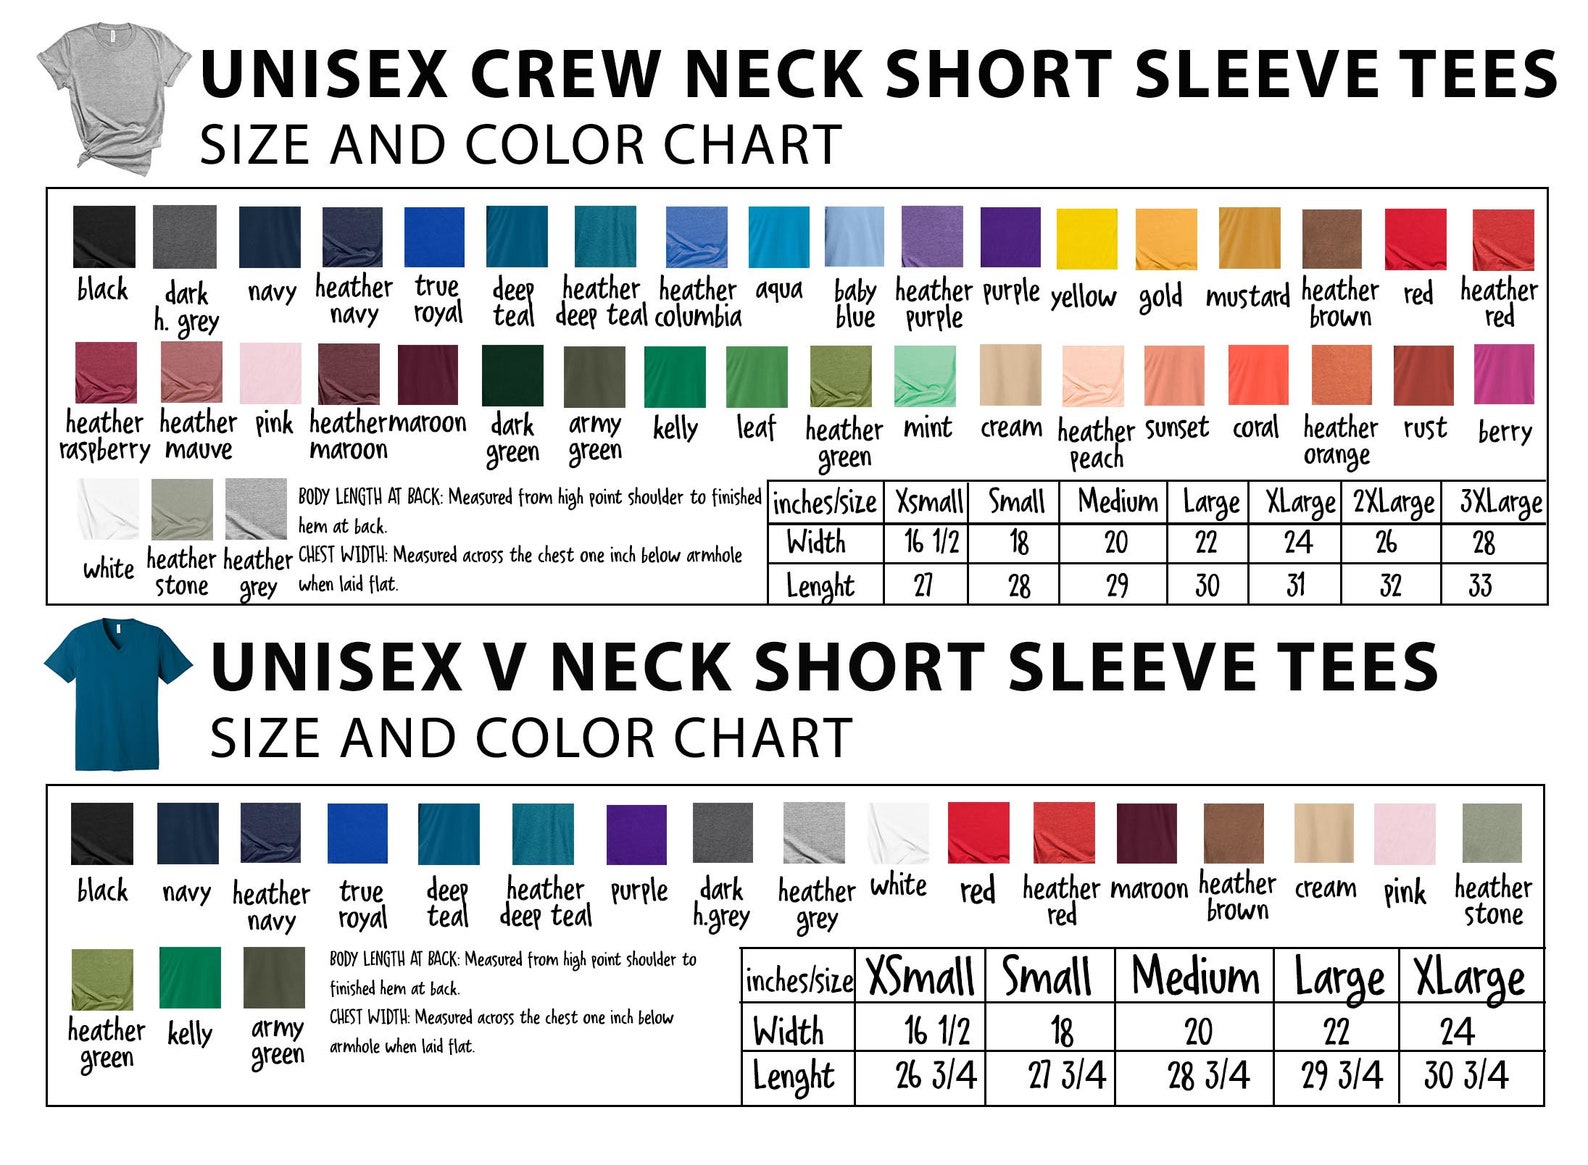 UNISEX CREW NECK SHORT SLEEVE TEES
SIZE AND COLOR CHART
black
dark
h. grey
navy
heather
navy
true
royal
deep
teal
heather
deep teal
heather
columbia
aqua
baby
blue
heather
purple
purple
yellow
gold
mustard
heather
brown
red
heather
red
heather
raspberry
heather
mauve
pink
heather
maroon
maroon
dark
green
army
green
kelly
leaf
heather
green
mint
cream
heather
peach
sunset
coral
heather
orange
rust
berry
white
heather
stone
heather
grey
BODY LENGTH AT BACK: Measured from high point shoulder to finished
hem at back.
CHEST WIDTH: Measured across the chest one inch below armhole
when laid flat.
inches/size Xsmall Small Medium Large XLarge 2XLarge 3XLarge
Width 16 1/2 18 20 22 24 26 28
Lenght 27 28 29 30 31 32 33
UNISEX V NECK SHORT SLEEVE TEES
SIZE AND COLOR CHART
black
navy
heather
navy
true
royal
deep
teal
heather
deep teal
purple
dark
h.grey
heather
grey
white
red
heather
red
maroon
heather
brown
cream
pink
heather
stone
heather
green
kelly
army
green
BODY LENGTH AT BACK: Measured from high point shoulder to
finished hem at back.
CHEST WIDTH: Measured across the chest one inch below
armhole when laid flat.
inches/size XSmall Small Medium Large XLarge
Width 16 1/2 18 20 22 24
Lenght 26 3/4 27 3/4 28 3/4 29 3/4 30 3/4